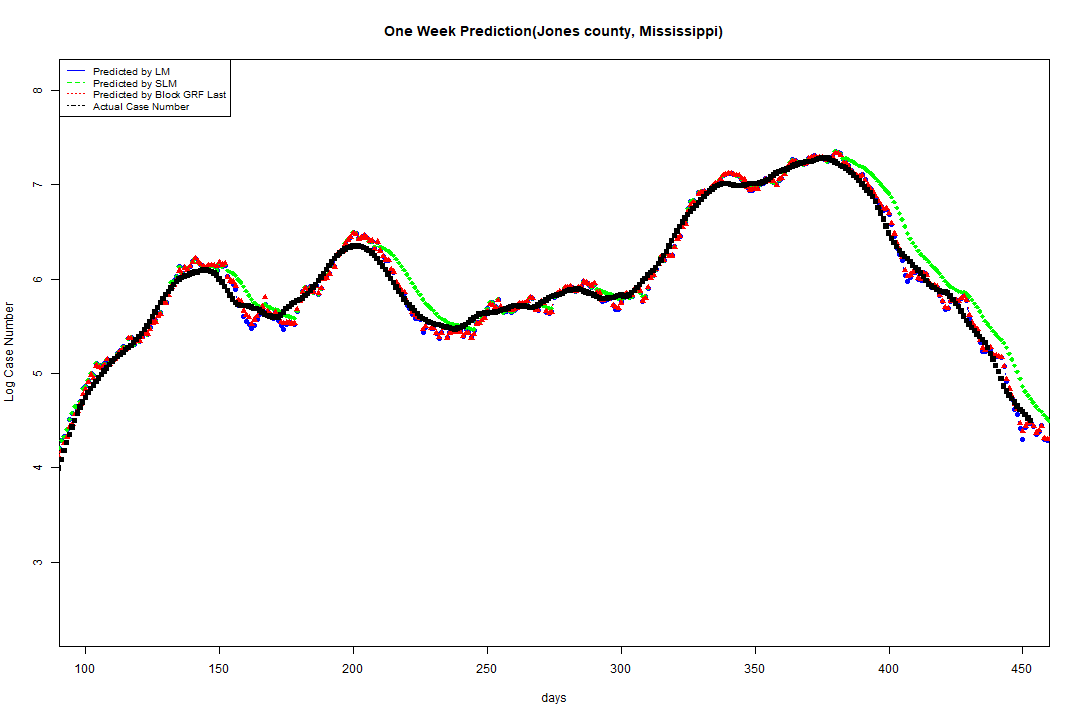 One Week Prediction(Jones county, Mississippi)
Predicted by LM
Predicted by SLM
Predicted by Block GRF Last
Actual Case Number
Log Case Number
8
7
6
5
4
3
100 150 200 250 300 350 400 450
days